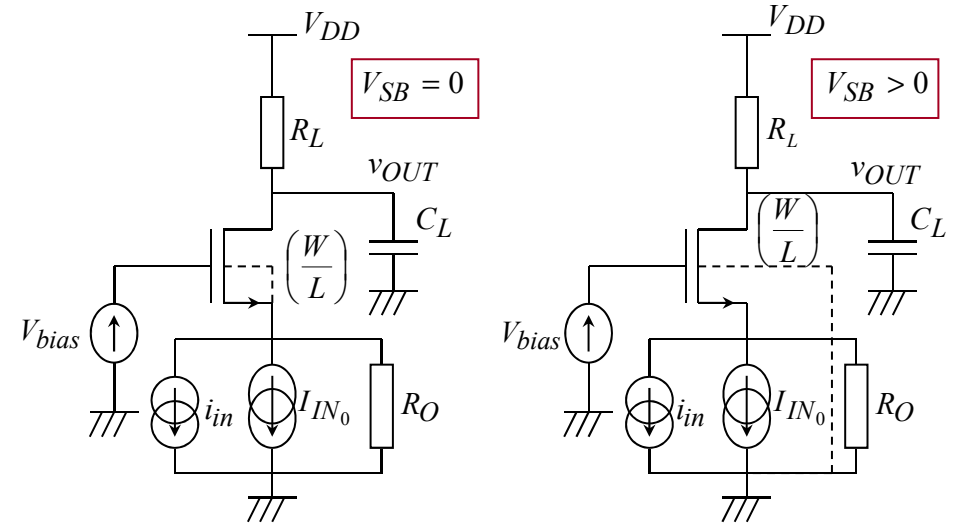 V_DD
V_SB = 0
R_L
v_OUT
C_L
(W/L)
V_bias
i_in
I_IN_0
R_O
V_DD
V_SB > 0
R_L
v_OUT
(W/L)
C_L
V_bias
i_in
I_IN_0
R_O